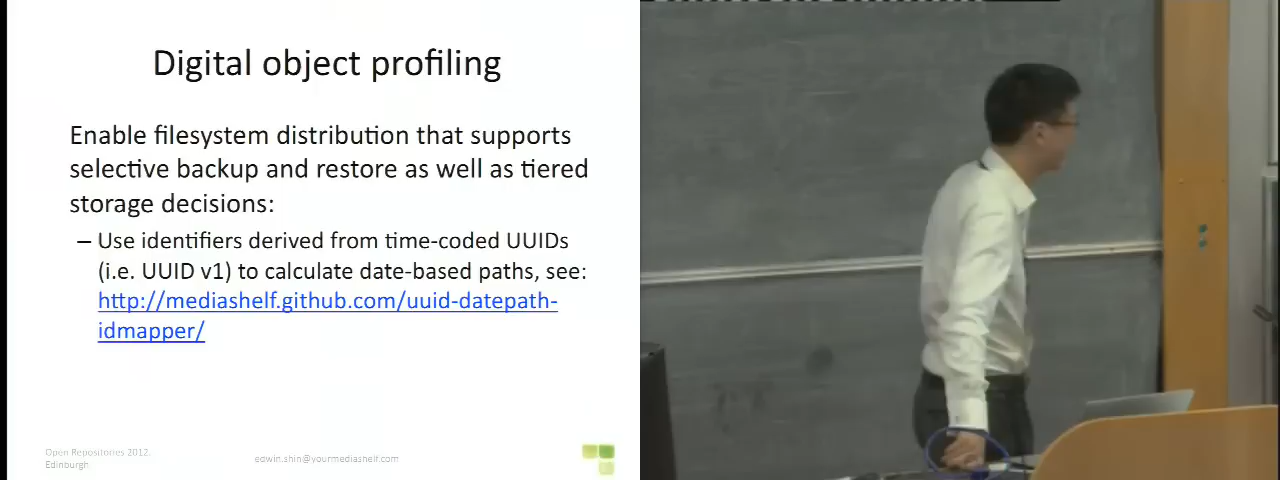 Digital object profiling
Enable filesystem distribution that supports
selective backup and restore as well as tiered
storage decisions:
– Use identifiers derived from time-coded UUIDs
(i.e. UUID v1) to calculate date-based paths, see:
http://mediashelf.github.com/uuid-datepath-
idmapper/
Open Repositories 2012,
Edinburgh
edwin.shin@yourmediashelf.com